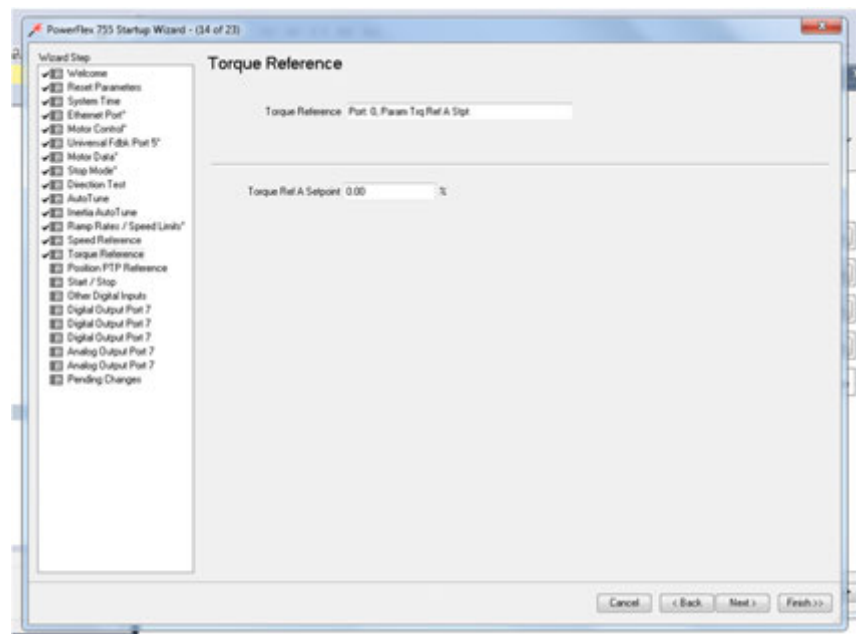 PowerFlex 755 Startup Wizard - (14 of 23)
Wizard Step
Welcome
Reset Parameters
System Time
Ethernet Port*
Motor Control*
Universal Fdbk Port 5*
Motor Data*
Stop Mode*
Direction Test
AutoTune
Inertia AutoTune
Ramp Rates / Speed Limits*
Speed Reference
Torque Reference
Position PTP Reference
Start / Stop
Other Digital Inputs
Digital Output Port 7
Digital Output Port 7
Digital Output Port 7
Analog Output Port 7
Analog Output Port 7
Pending Changes
Torque Reference
Torque Reference Port: 0, Param Trq Ref A Stpt
Torque Ref A Setpoint 0.00 %
Cancel < Back Next > Finish >>